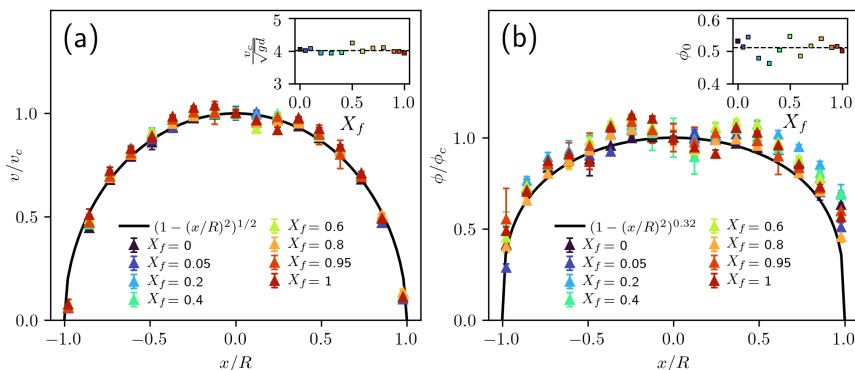 (a)
v_c/√gd
5
4
3
0.0
0.5
1.0
X_f
v/v_c
1.0
0.5
0.0
(1 − (x/R)²)^{1/2}
X_f = 0
X_f = 0.05
X_f = 0.2
X_f = 0.4
X_f = 0.6
X_f = 0.8
X_f = 0.95
X_f = 1
−1.0
−0.5
0.0
0.5
1.0
x/R
(b)
ϕ_0
0.6
0.5
0.4
0.0
0.5
1.0
X_f
ϕ/ϕ_c
1.0
0.5
0.0
(1 − (x/R)²)^{0.32}
X_f = 0
X_f = 0.05
X_f = 0.2
X_f = 0.4
X_f = 0.6
X_f = 0.8
X_f = 0.95
X_f = 1
−1.0
−0.5
0.0
0.5
1.0
x/R